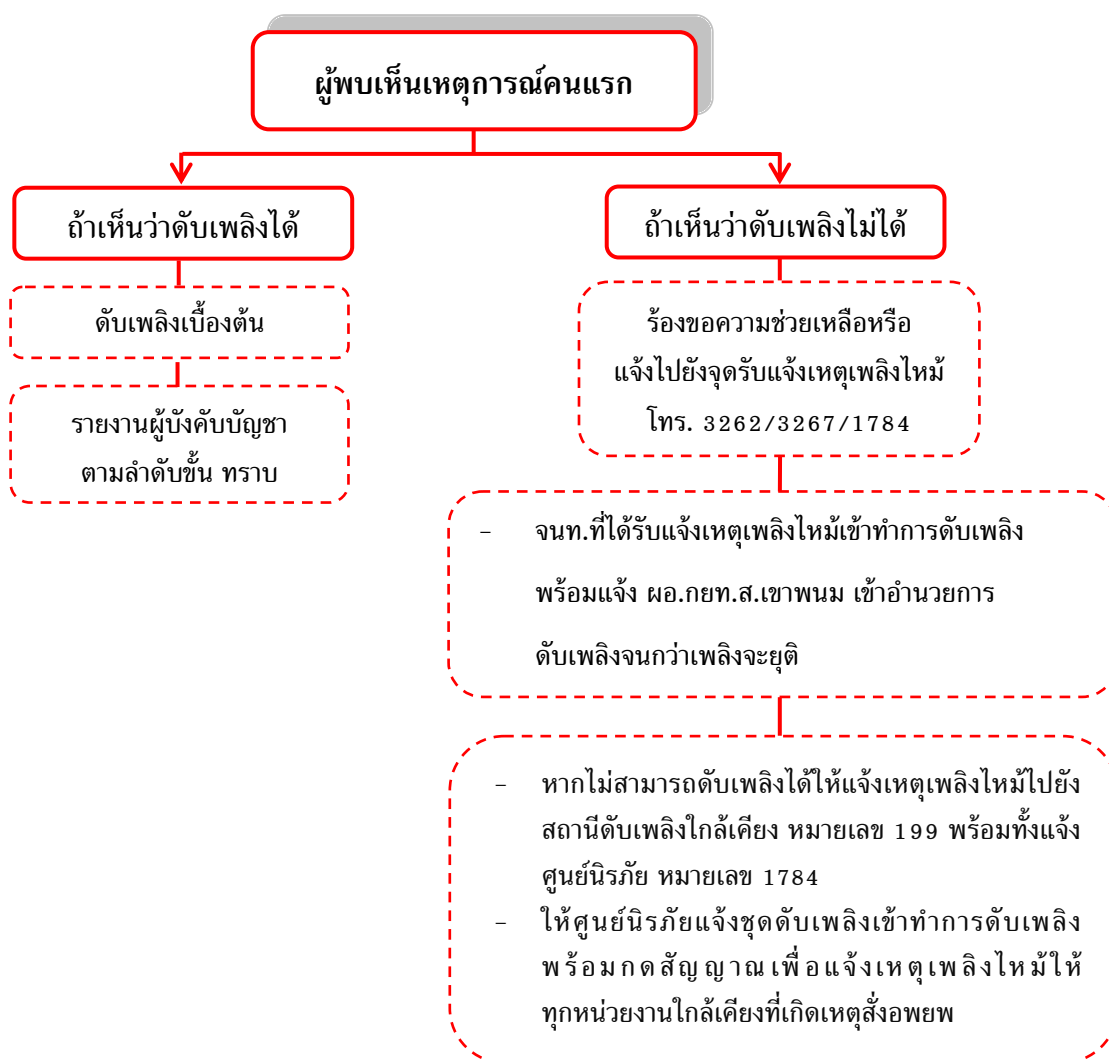 ผู้พบเห็นเหตุการณ์คนแรก
ถ้าเห็นว่าดับเพลิงได้
ดับเพลิงเบื้องต้น
รายงานผู้บังคับบัญชา
ตามลำดับขั้น ทราบ
ถ้าเห็นว่าดับเพลิงไม่ได้
ร้องขอความช่วยเหลือหรือ
แจ้งไปยังจุดรับแจ้งเหตุเพลิงไหม้
โทร. 3262/3267/1784
- จนท.ที่ได้รับแจ้งเหตุเพลิงไหม้เข้าทำการดับเพลิง
พร้อมแจ้ง ผอ.กยท.ส.เขาพนม เข้าอำนวยการ
ดับเพลิงจนกว่าเพลิงจะยุติ
- หากไม่สามารถดับเพลิงได้ให้แจ้งเหตุเพลิงไหม้ไปยัง
สถานีดับเพลิงใกล้เคียง หมายเลข 199 พร้อมทั้งแจ้ง
ศูนย์นิรภัย หมายเลข 1784
- ให้ศูนย์นิรภัยแจ้งชุดดับเพลิงเข้าทำการดับเพลิง
พร้อมกดสัญญาณเพื่อแจ้งเหตุเพลิงไหม้ให้
ทุกหน่วยงานใกล้เคียงที่เกิดเหตุสั่งอพยพ